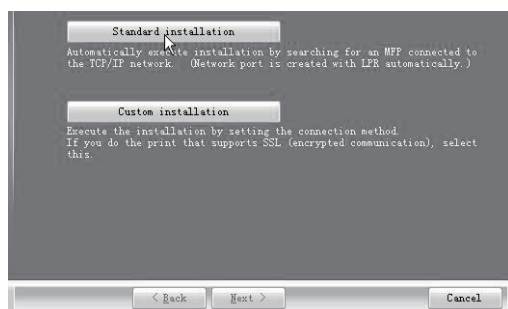 Standard installation
Automatically execute installation by searching for an MFP connected to
the TCP/IP network.   (Network port is created with LPR automatically.)
Custom installation
Execute the installation by setting the connection method.
If you do the print that supports SSL (encrypted communication), select
this.
< Back
Next >
Cancel